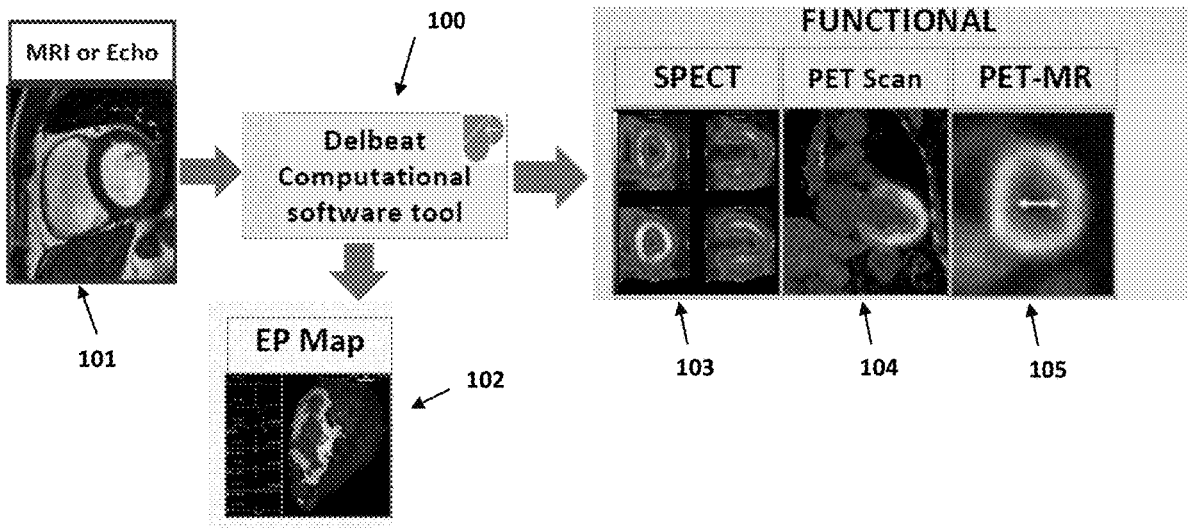 100
FUNCTIONAL
MRI or Echo
SPECT
PET Scan
PET-MR
Delbeat
Computational
software tool
101
EP Map
102
103
104
105